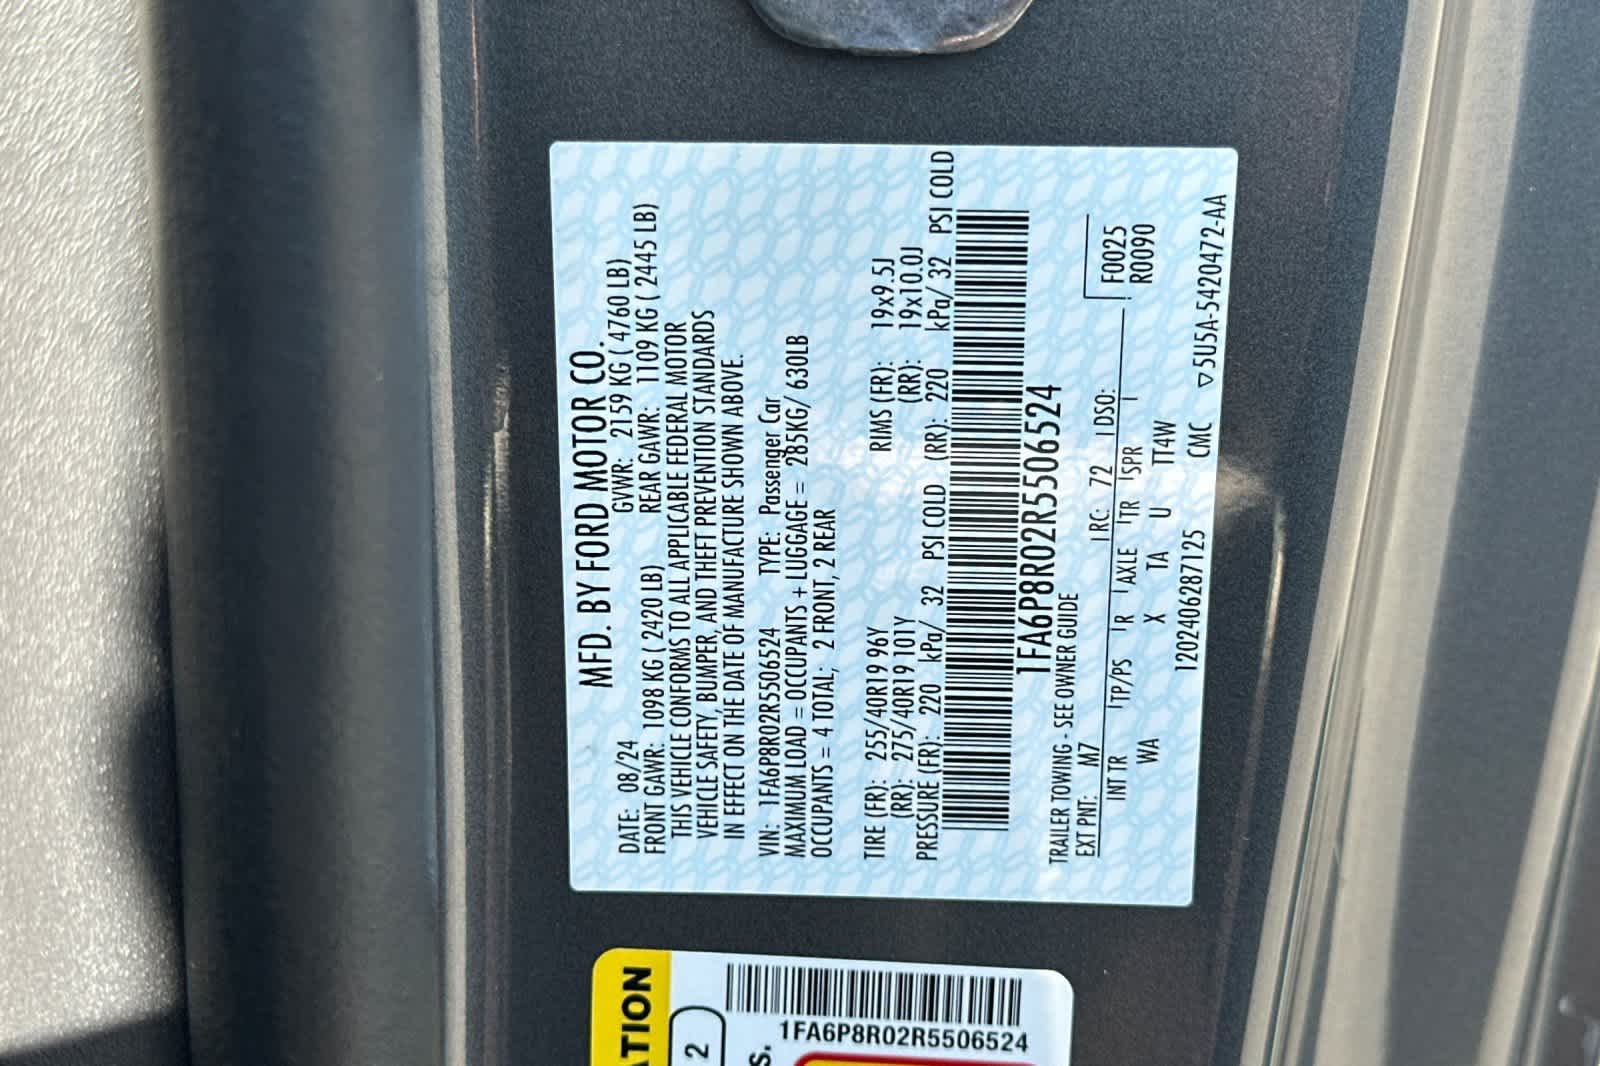 MFD. BY FORD MOTOR CO.
DATE: 08/24 GVWR: 2159 KG ( 4760 LB)
FRONT GAWR: 1098 KG ( 2420 LB) REAR GAWR: 1109 KG ( 2445 LB)
THIS VEHICLE CONFORMS TO ALL APPLICABLE FEDERAL MOTOR
VEHICLE SAFETY, BUMPER, AND THEFT PREVENTION STANDARDS
IN EFFECT ON THE DATE OF MANUFACTURE SHOWN ABOVE.
VIN: 1FA6P8R02R5506524 TYPE: Passenger Car
MAXIMUM LOAD = OCCUPANTS + LUGGAGE = 285KG/ 630LB
OCCUPANTS = 4 TOTAL; 2 FRONT, 2 REAR
TIRE (FR): 255/40R19 96Y RIMS (FR): 19x9.5J
(RR): 275/40R19 101Y (RR): 19x10.0J
PRESSURE (FR): 220 kPa/ 32 PSI COLD (RR): 220 kPa/ 32 PSI COLD
1FA6P8R02R5506524
TRAILER TOWING - SEE OWNER GUIDE
EXT PNT: M7 RC: 72 DSO: F0025
INT TR TP/PS R AXLE TR SPR R0090
WA X TA U TT4W
120240628712​5 CMC ▽5U5A-5420472-AA
ATION
2
S.
1FA6P8R02R5506524